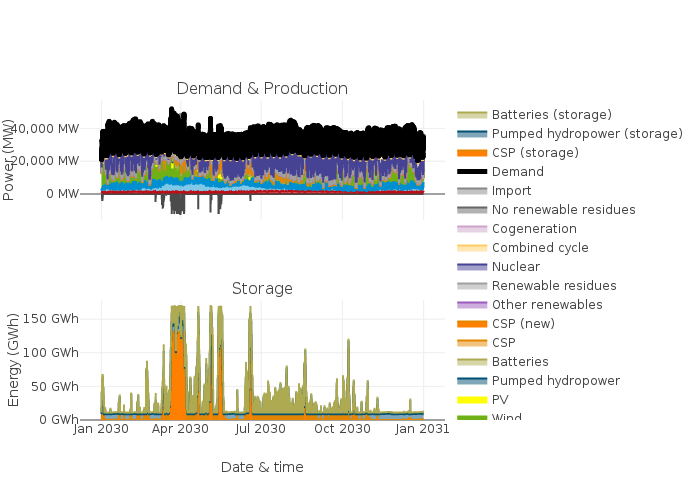 Demand & Production
Power (MW)
40,000 MW
20,000 MW
0 MW
Storage
Energy (GWh)
150 GWh
100 GWh
50 GWh
0 GWh
Jan 2030
Apr 2030
Jul 2030
Oct 2030
Jan 2031
Date & time
Batteries (storage)
Pumped hydropower (storage)
CSP (storage)
Demand
Import
No renewable residues
Cogeneration
Combined cycle
Nuclear
Renewable residues
Other renewables
CSP (new)
CSP
Batteries
Pumped hydropower
PV
Wind